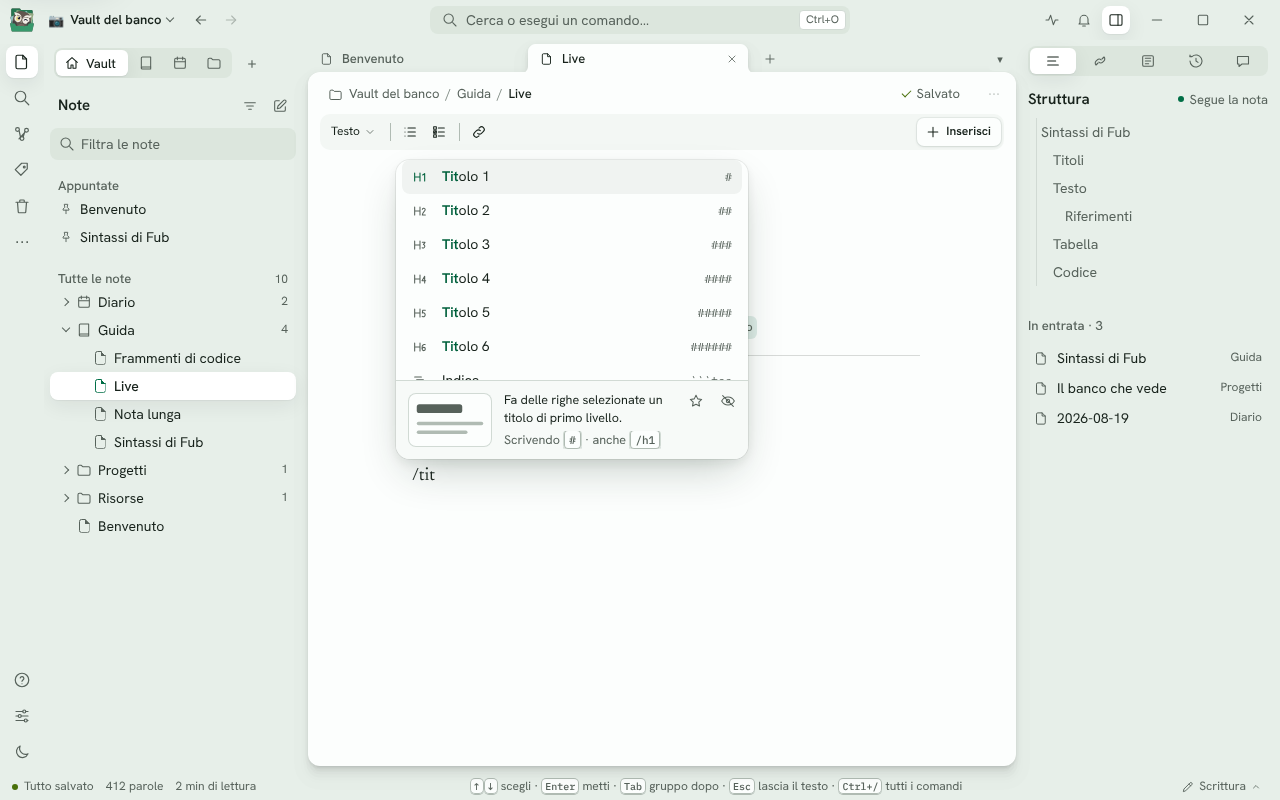 Vault del banco
Cerca o esegui un comando...
Ctrl+O
Vault
Note
Filtra le note
Appuntate
Benvenuto
Sintassi di Fub
Tutte le note 10
Diario 2
Guida 4
Frammenti di codice
Live
Nota lunga
Sintassi di Fub
Progetti 1
Risorse 1
Benvenuto
Benvenuto
Live
Vault del banco / Guida / Live
Salvato
Testo
Inserisci
H1 Titolo 1 #
H2 Titolo 2 ##
H3 Titolo 3 ###
H4 Titolo 4 ####
H5 Titolo 5 #####
H6 Titolo 6 ######
Indice
Fa delle righe selezionate un
titolo di primo livello.
Scrivendo # · anche /h1
/tit
Struttura
Segue la nota
Sintassi di Fub
Titoli
Testo
Riferimenti
Tabella
Codice
In entrata · 3
Sintassi di Fub Guida
Il banco che vede Progetti
2026-08-19 Diario
Tutto salvato 412 parole 2 min di lettura
↑ ↓ scegli · Enter metti · Tab gruppo dopo · Esc lascia il testo · Ctrl+/ tutti i comandi
Scrittura